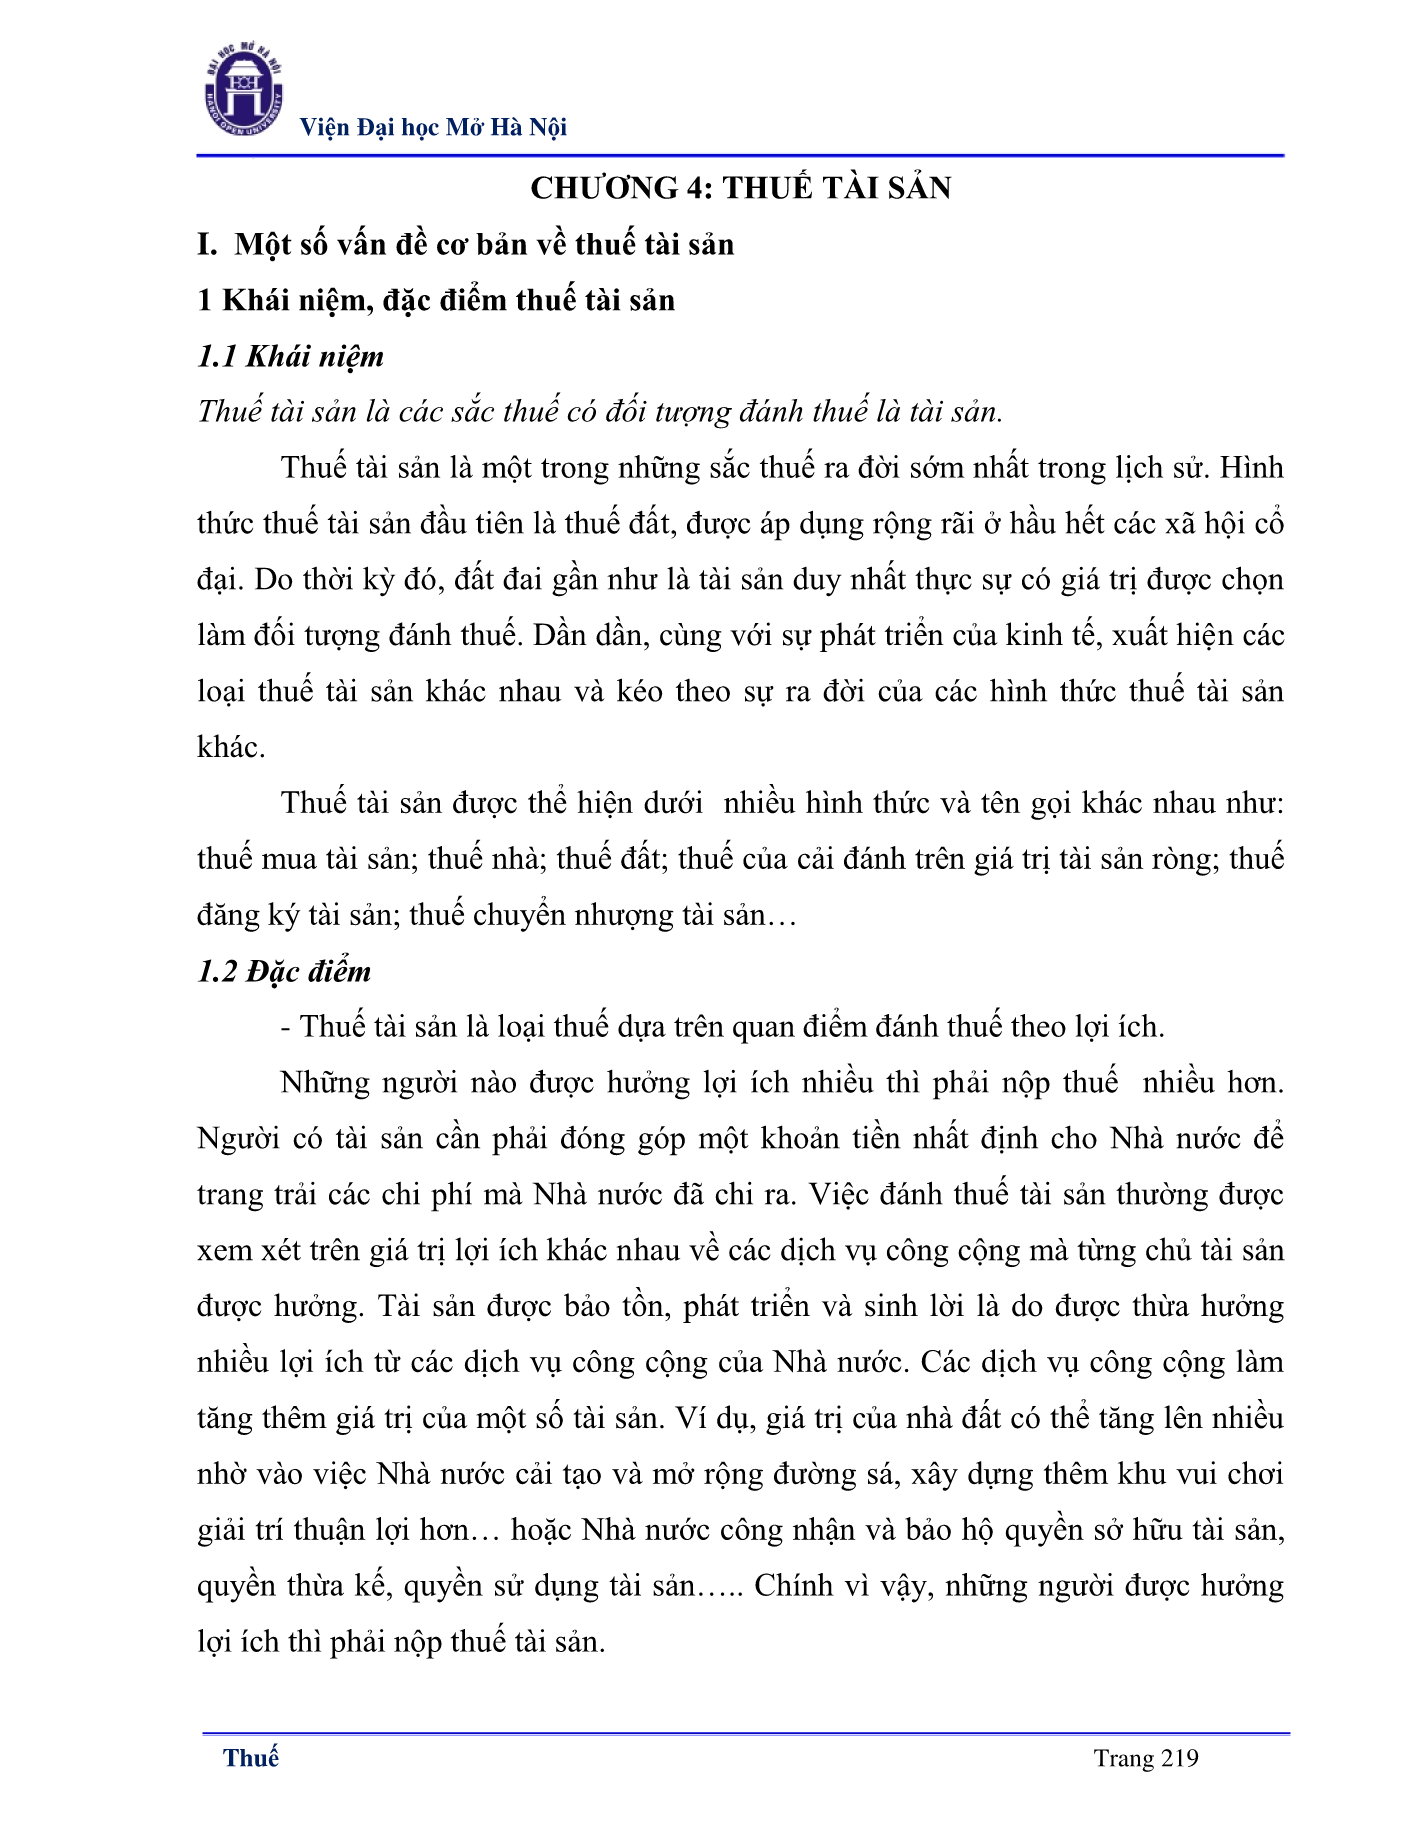 ĐẠI HỌC MỞ HÀ NỘI
HANOI OPEN UNIVERSITY
Viện Đại học Mở Hà Nội
CHƯƠNG 4: THUẾ TÀI SẢN
I. Một số vấn đề cơ bản về thuế tài sản
1 Khái niệm, đặc điểm thuế tài sản
1.1 Khái niệm
Thuế tài sản là các sắc thuế có đối tượng đánh thuế là tài sản.
Thuế tài sản là một trong những sắc thuế ra đời sớm nhất trong lịch sử. Hình
thức thuế tài sản đầu tiên là thuế đất, được áp dụng rộng rãi ở hầu hết các xã hội cổ
đại. Do thời kỳ đó, đất đai gần như là tài sản duy nhất thực sự có giá trị được chọn
làm đối tượng đánh thuế. Dần dần, cùng với sự phát triển của kinh tế, xuất hiện các
loại thuế tài sản khác nhau và kéo theo sự ra đời của các hình thức thuế tài sản
khác.
Thuế tài sản được thể hiện dưới  nhiều hình thức và tên gọi khác nhau như:
thuế mua tài sản; thuế nhà; thuế đất; thuế của cải đánh trên giá trị tài sản ròng; thuế
đăng ký tài sản; thuế chuyển nhượng tài sản…
1.2 Đặc điểm
- Thuế tài sản là loại thuế dựa trên quan điểm đánh thuế theo lợi ích.
Những người nào được hưởng lợi ích nhiều thì phải nộp thuế  nhiều hơn.
Người có tài sản cần phải đóng góp một khoản tiền nhất định cho Nhà nước để
trang trải các chi phí mà Nhà nước đã chi ra. Việc đánh thuế tài sản thường được
xem xét trên giá trị lợi ích khác nhau về các dịch vụ công cộng mà từng chủ tài sản
được hưởng. Tài sản được bảo tồn, phát triển và sinh lời là do được thừa hưởng
nhiều lợi ích từ các dịch vụ công cộng của Nhà nước. Các dịch vụ công cộng làm
tăng thêm giá trị của một số tài sản. Ví dụ, giá trị của nhà đất có thể tăng lên nhiều
nhờ vào việc Nhà nước cải tạo và mở rộng đường sá, xây dựng thêm khu vui chơi
giải trí thuận lợi hơn… hoặc Nhà nước công nhận và bảo hộ quyền sở hữu tài sản,
quyền thừa kế, quyền sử dụng tài sản….. Chính vì vậy, những người được hưởng
lợi ích thì phải nộp thuế tài sản.
Thuế
Trang 219